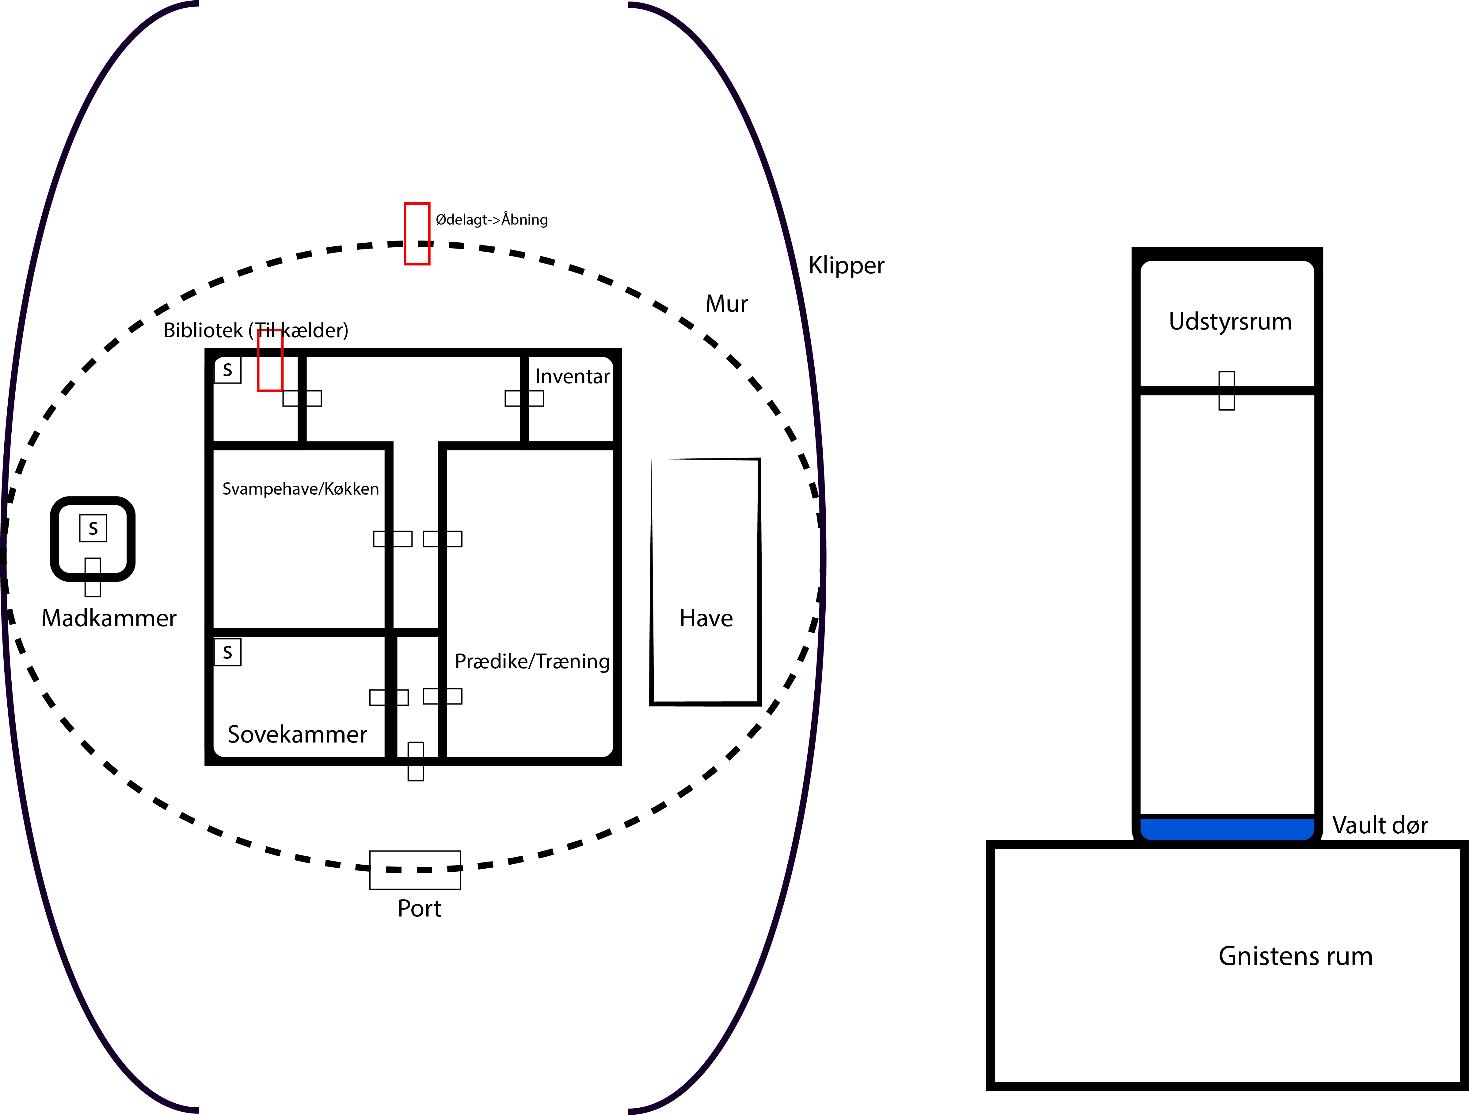 Ødelagt->Åbning
Klipper
Mur
Bibliotek (Til kælder)
S
Inventar
Udstyrsrum
Svampehave/Køkken
S
Madkammer
Have
S
Prædike/Træning
Sovekammer
Vault dør
Port
Gnistens rum